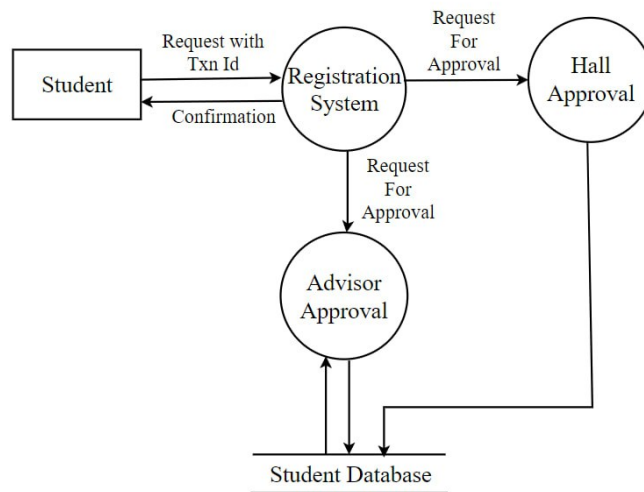 Student
Request with
Txn Id
Confirmation
Registration
System
Request
For
Approval
Hall
Approval
Request
For
Approval
Advisor
Approval
Student Database